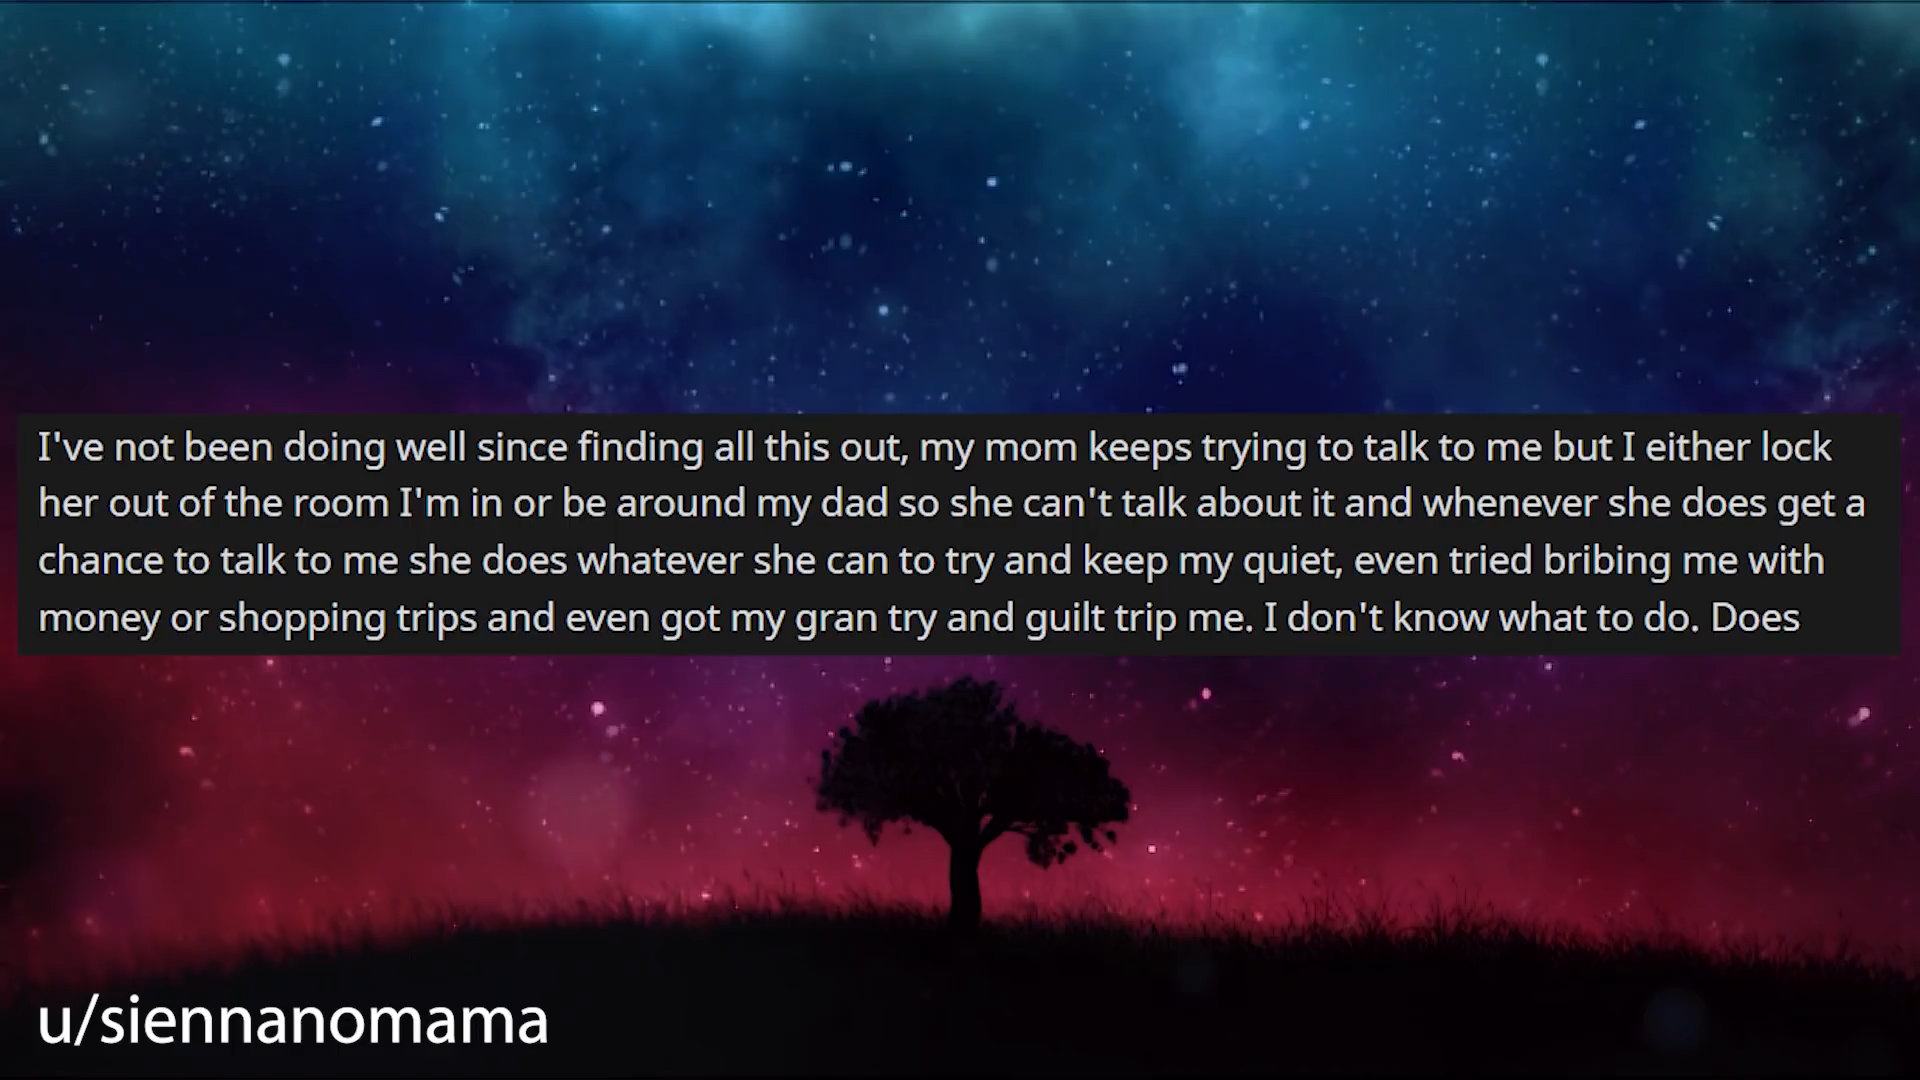 I've not been doing well since finding all this out, my mom keeps trying to talk to me but I either lock
her out of the room I'm in or be around my dad so she can't talk about it and whenever she does get a
chance to talk to me she does whatever she can to try and keep my quiet, even tried bribing me with
money or shopping trips and even got my gran try and guilt trip me. I don't know what to do. Does
u/siennanomama